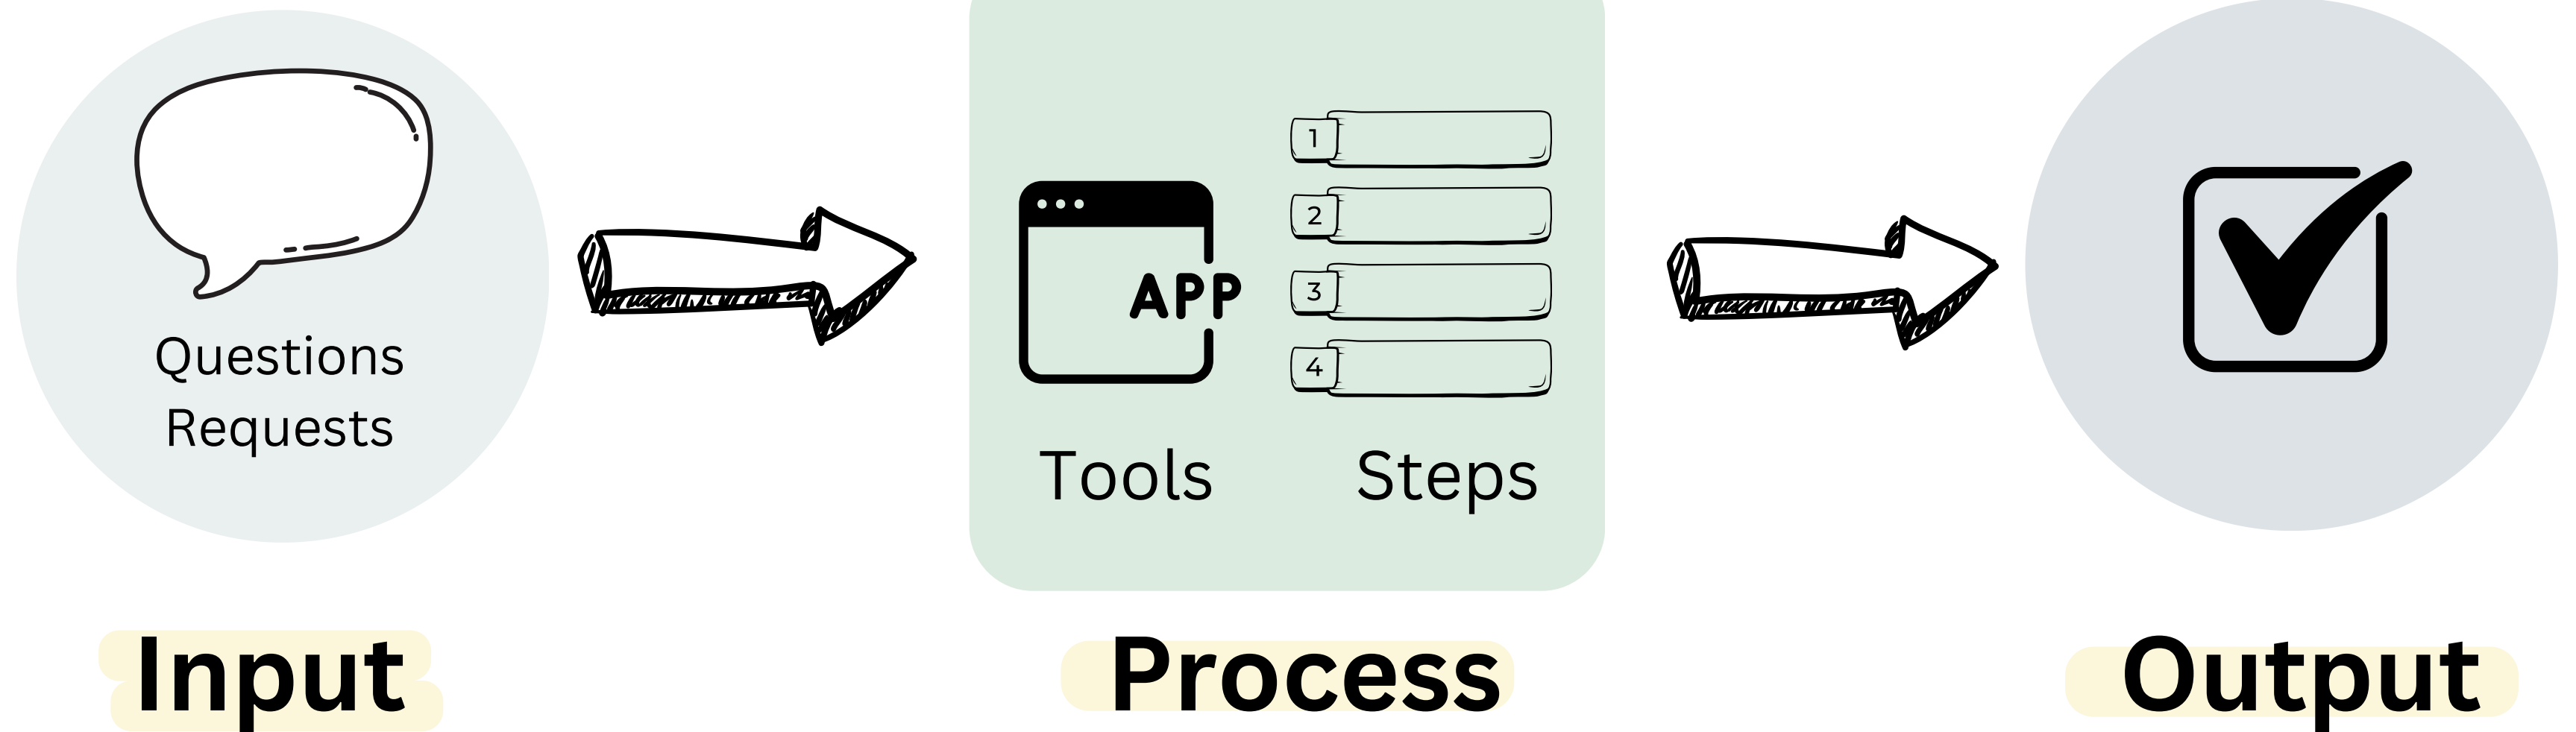 Questions
Requests
APP
1
2
3
4
Tools
Steps
Input
Process
Output